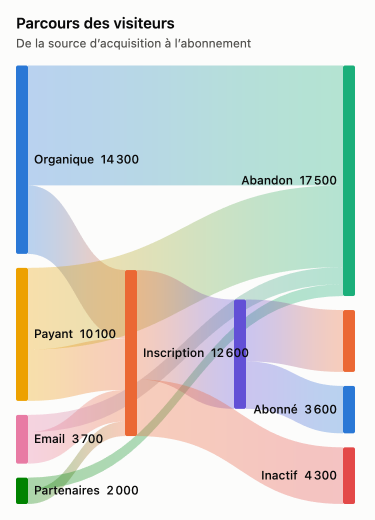 Parcours des visiteurs
De la source d’acquisition à l’abonnement
Organique 14 300
Abandon 17 500
Payant 10 100
Inscription 12 600
Abonné 3 600
Email 3 700
Inactif 4 300
Partenaires 2 000